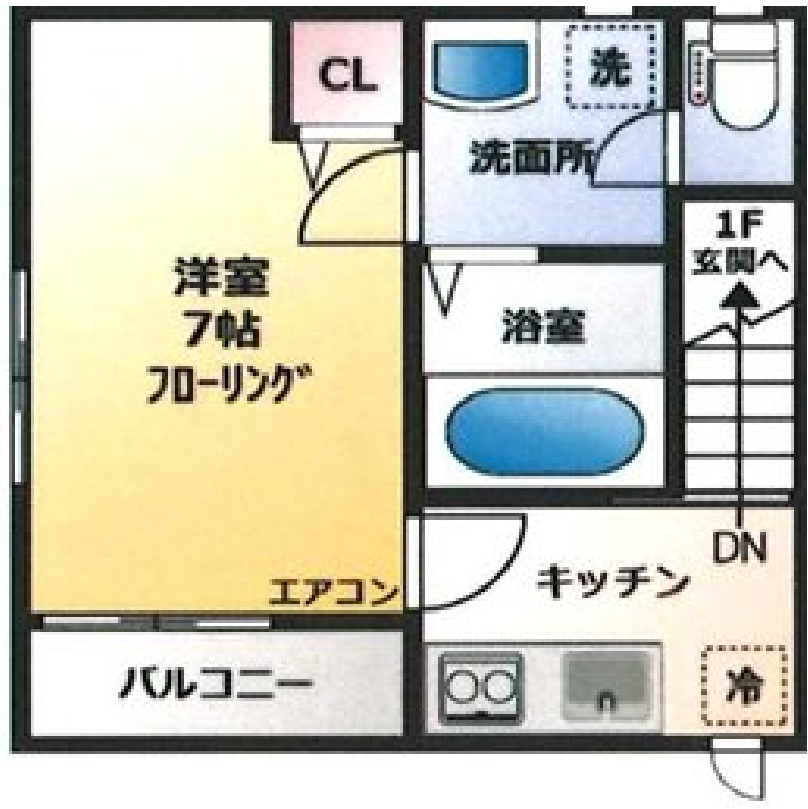 CL
洗
洗面所
1F
玄関へ
洋室
7帖
フローリング
浴室
DN
キッチン
エアコン
バルコニー
冷